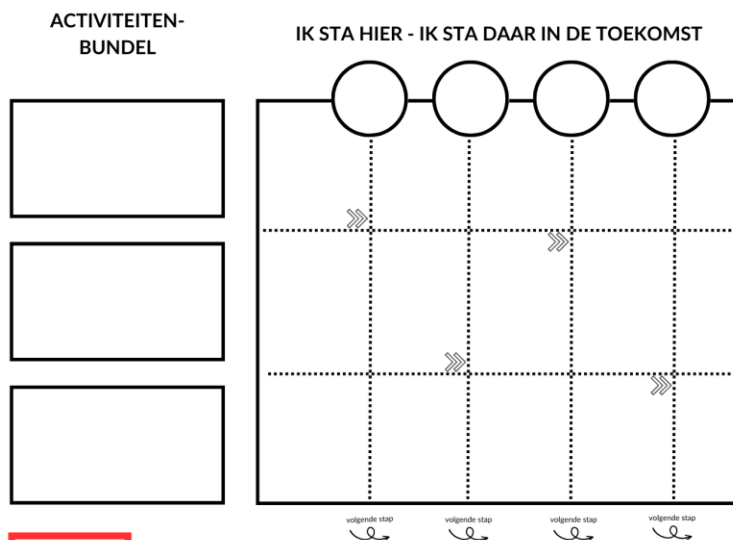 ACTIVITEITEN-
BUNDEL
IK STA HIER - IK STA DAAR IN DE TOEKOMST
volgende stap
volgende stap
volgende stap
volgende stap